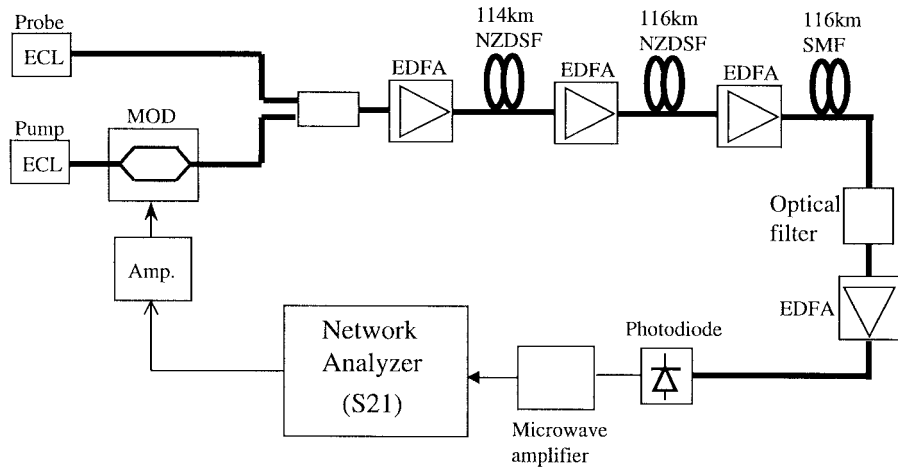 Probe
ECL
Pump
ECL
MOD
Amp.
EDFA
114km
NZDSF
EDFA
116km
NZDSF
EDFA
116km
SMF
Optical
filter
EDFA
Photodiode
Microwave
amplifier
Network
Analyzer
(S21)